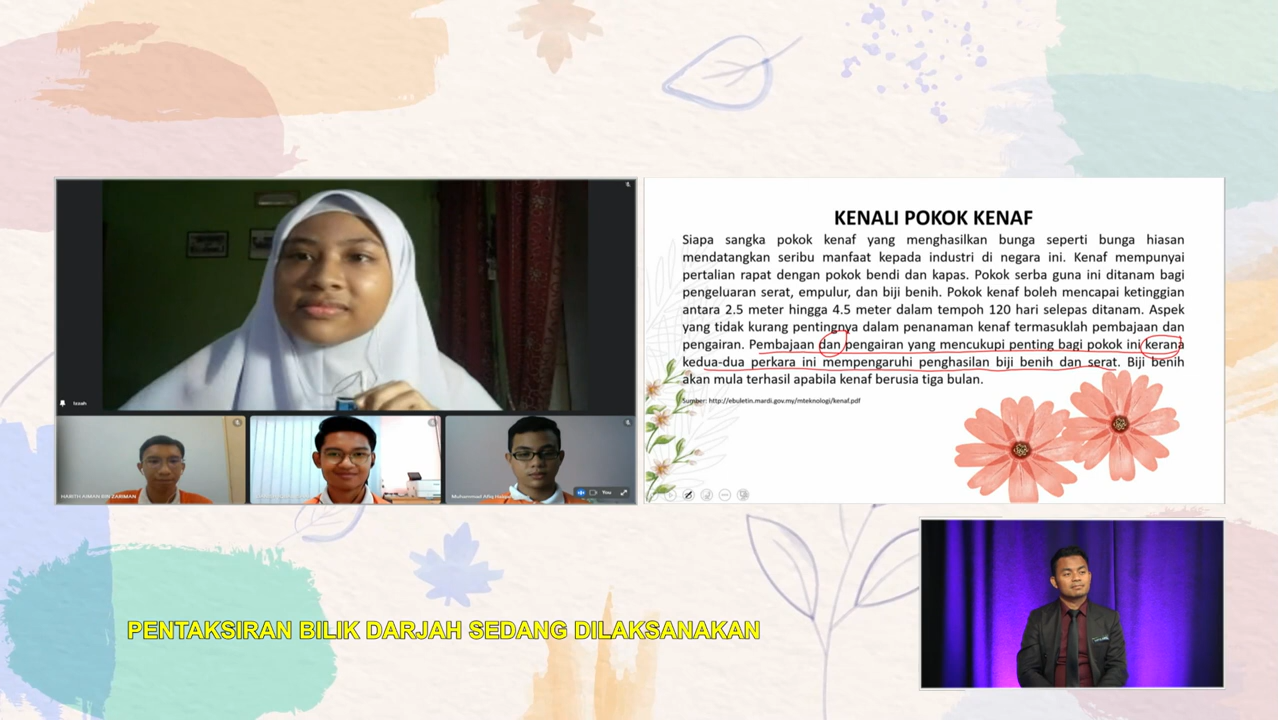 KENALI POKOK KENAF
Siapa sangka pokok kenaf yang menghasilkan bunga seperti bunga hiasan
mendatangkan seribu manfaat kepada industri di negara ini. Kenaf mempunyai
pertalian rapat dengan pokok bendi dan kapas. Pokok serba guna ini ditanam bagi
pengeluaran serat, empulur, dan biji benih. Pokok kenaf boleh mencapai ketinggian
antara 2.5 meter hingga 4.5 meter dalam tempoh 120 hari selepas ditanam. Aspek
yang tidak kurang pentingnya dalam penanaman kenaf termasuklah pembajaan dan
pengairan. Pembajaan dan pengairan yang mencukupi penting bagi pokok ini kerana
kedua-dua perkara ini mempengaruhi penghasilan biji benih dan serat. Biji benih
akan mula terhasil apabila kenaf berusia tiga bulan.
Sumber: http://ebuletin.mardi.gov.my/mteknologi/kenaf.pdf
HARITH AIMAN BIN ZARIMAN
Muhammad Afiq
You
PENTAKSIRAN BILIK DARJAH SEDANG DILAKSANAKAN